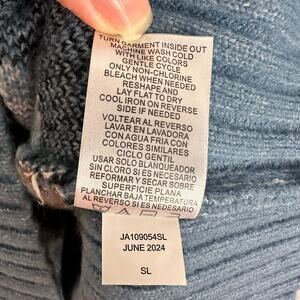 TURN GARMENT INSIDE OUT
MACHINE WASH COLD
WITH LIKE COLORS
GENTLE CYCLE
ONLY NON-CHLORINE
BLEACH WHEN NEEDED
RESHAPE AND
LAY FLAT TO DRY
COOL IRON ON REVERSE
SIDE IF NEEDED
VOLTEAR AL REVERSO
LAVAR EN LAVADORA
CON AGUA FRIA CON
COLORES SIMILARES
CICLO GENTIL
USAR SOLO BLANQUEADOR
SIN CLORO SI ES NECESARIO
REFORMAR Y SECAR SOBRE
SUPERFICIE PLANA
PLANCHAR BAJA TEMPERATURA
AL REVERSO SI ES NECESARIO
JA109054SL
JUNE 2024
SL